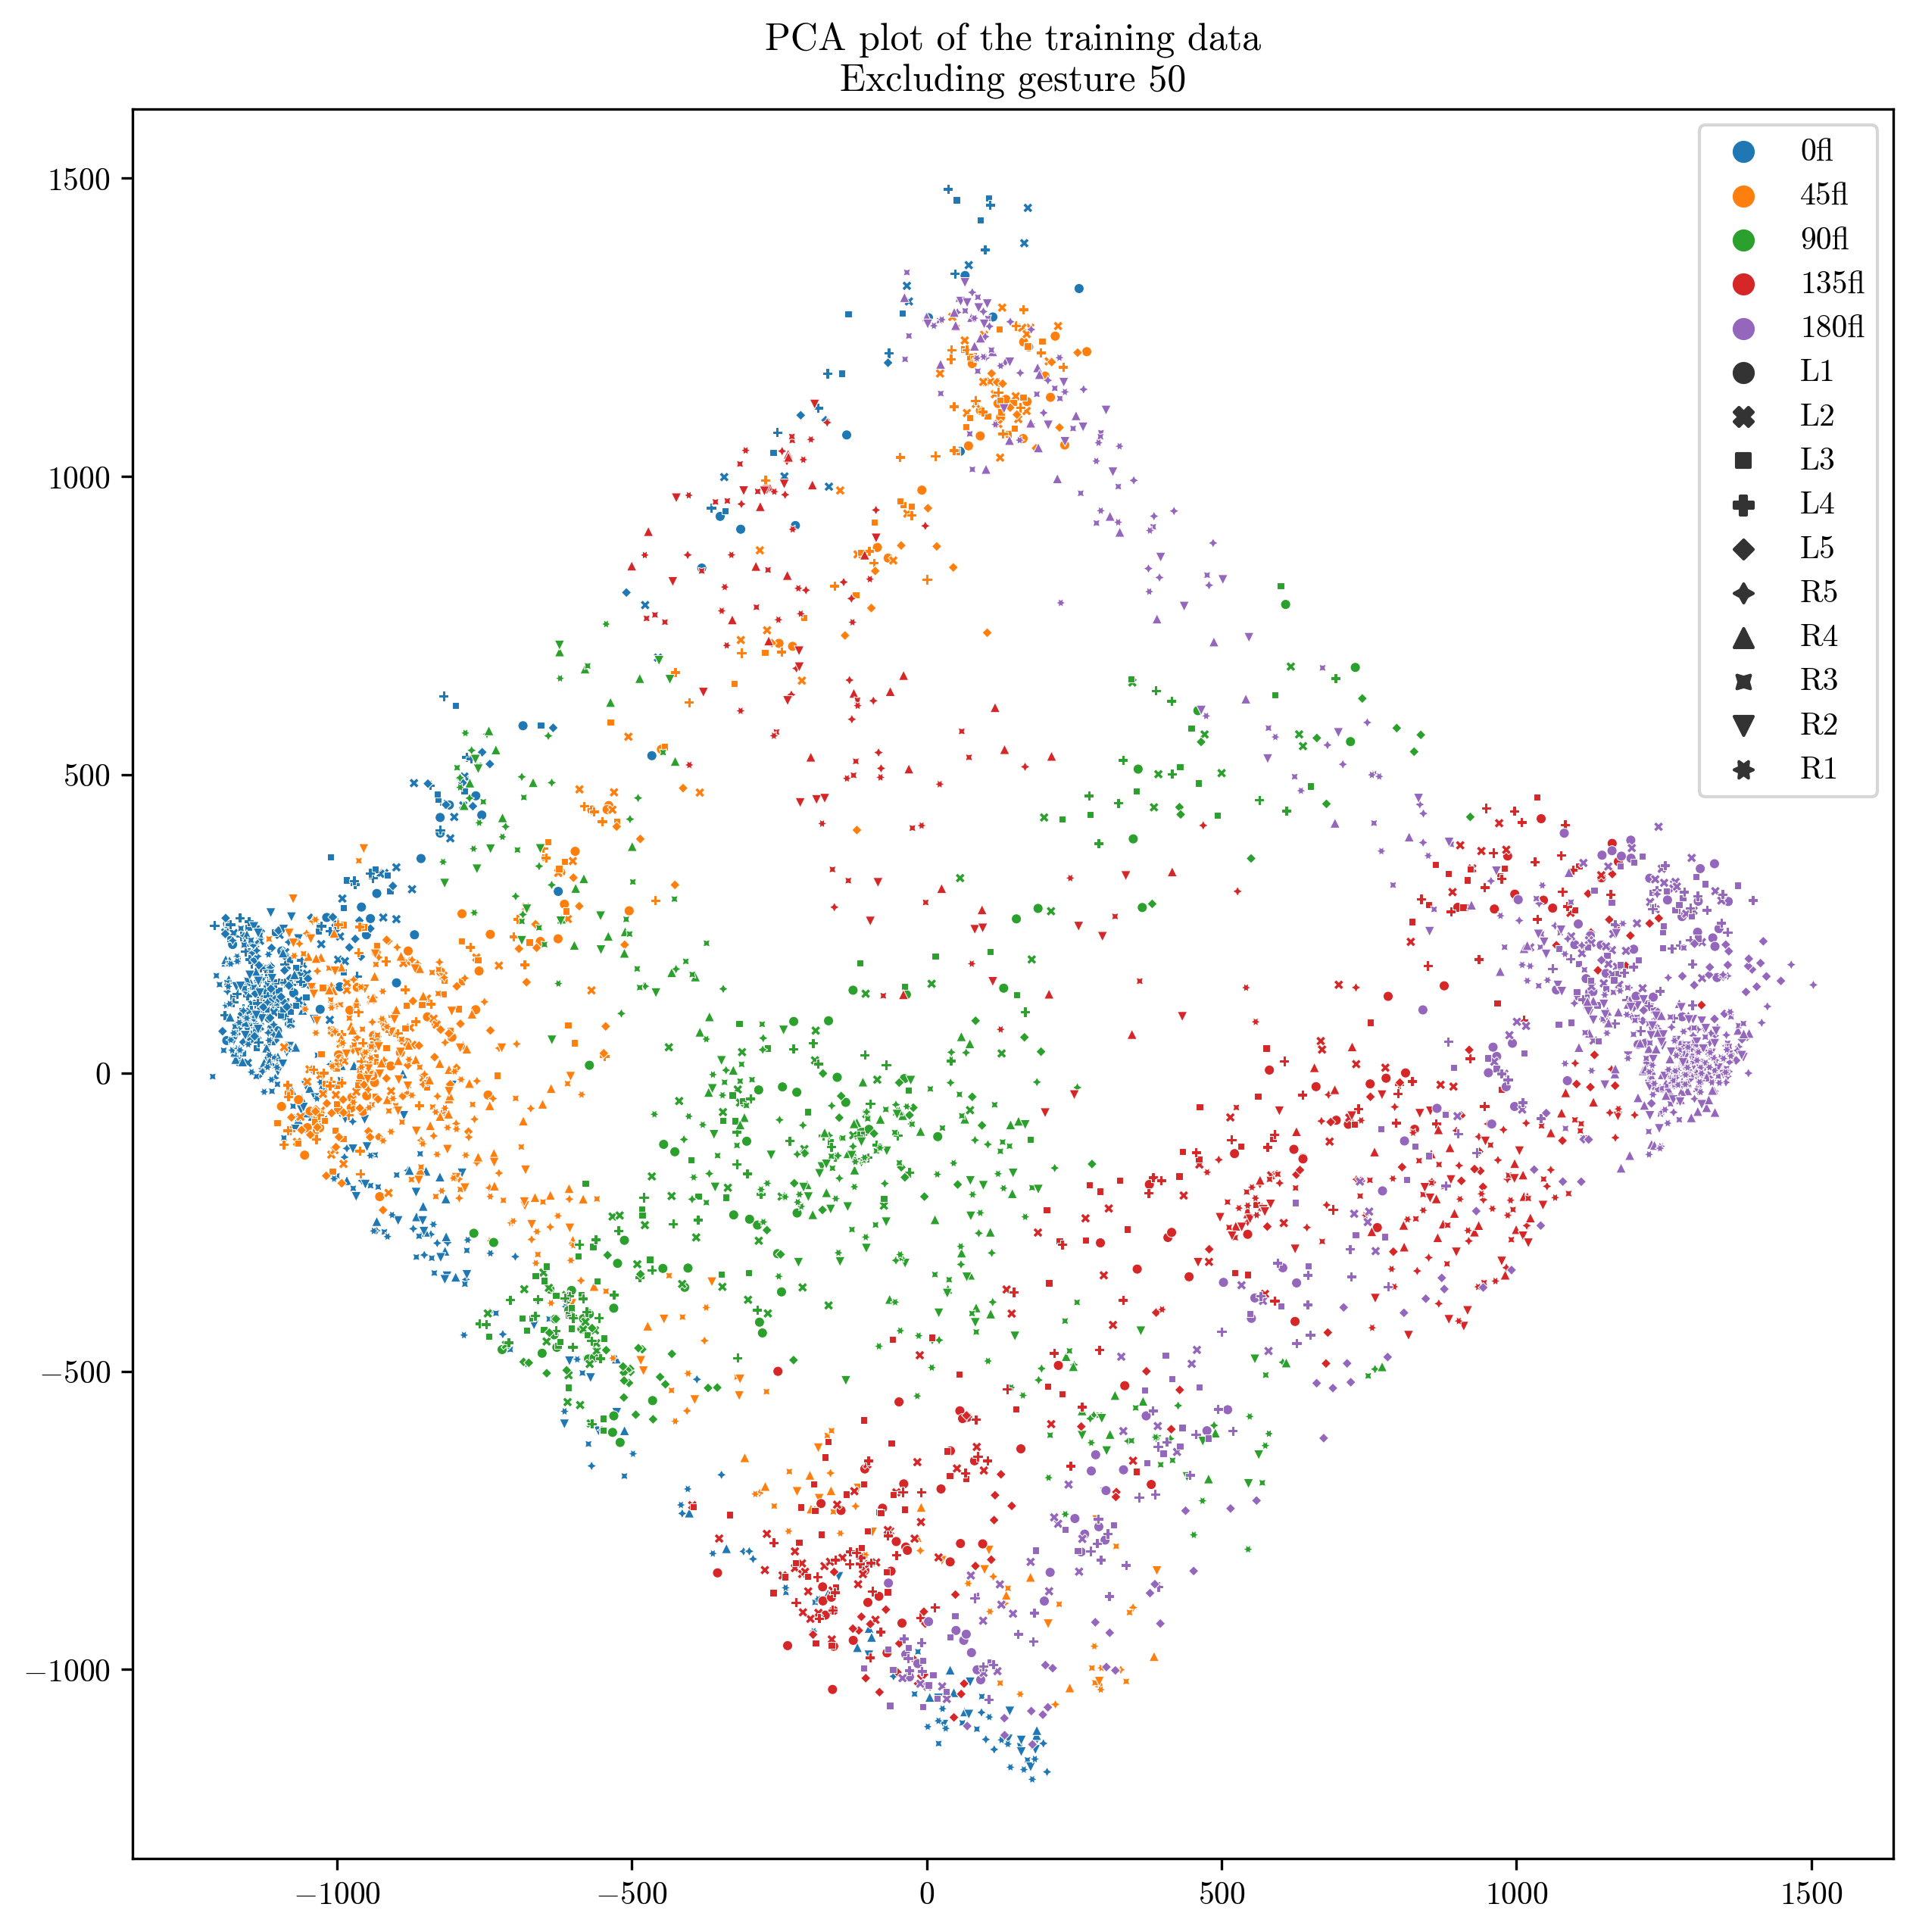 PCA plot of the training data
Excluding gesture 50
1500
1000
500
0
−500
−1000
−1000
−500
0
500
1000
1500
0fl
45fl
90fl
135fl
180fl
L1
L2
L3
L4
L5
R5
R4
R3
R2
R1